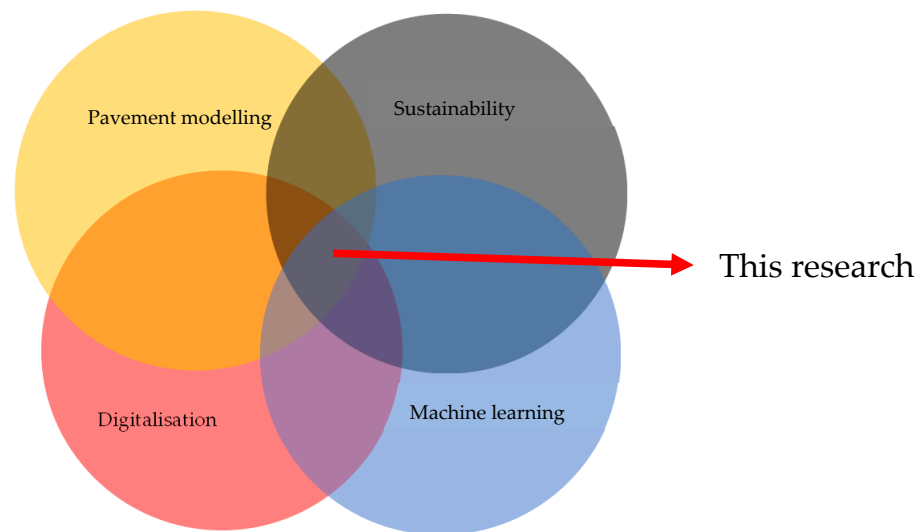 Pavement modelling
Sustainability
This research
Digitalisation
Machine learning